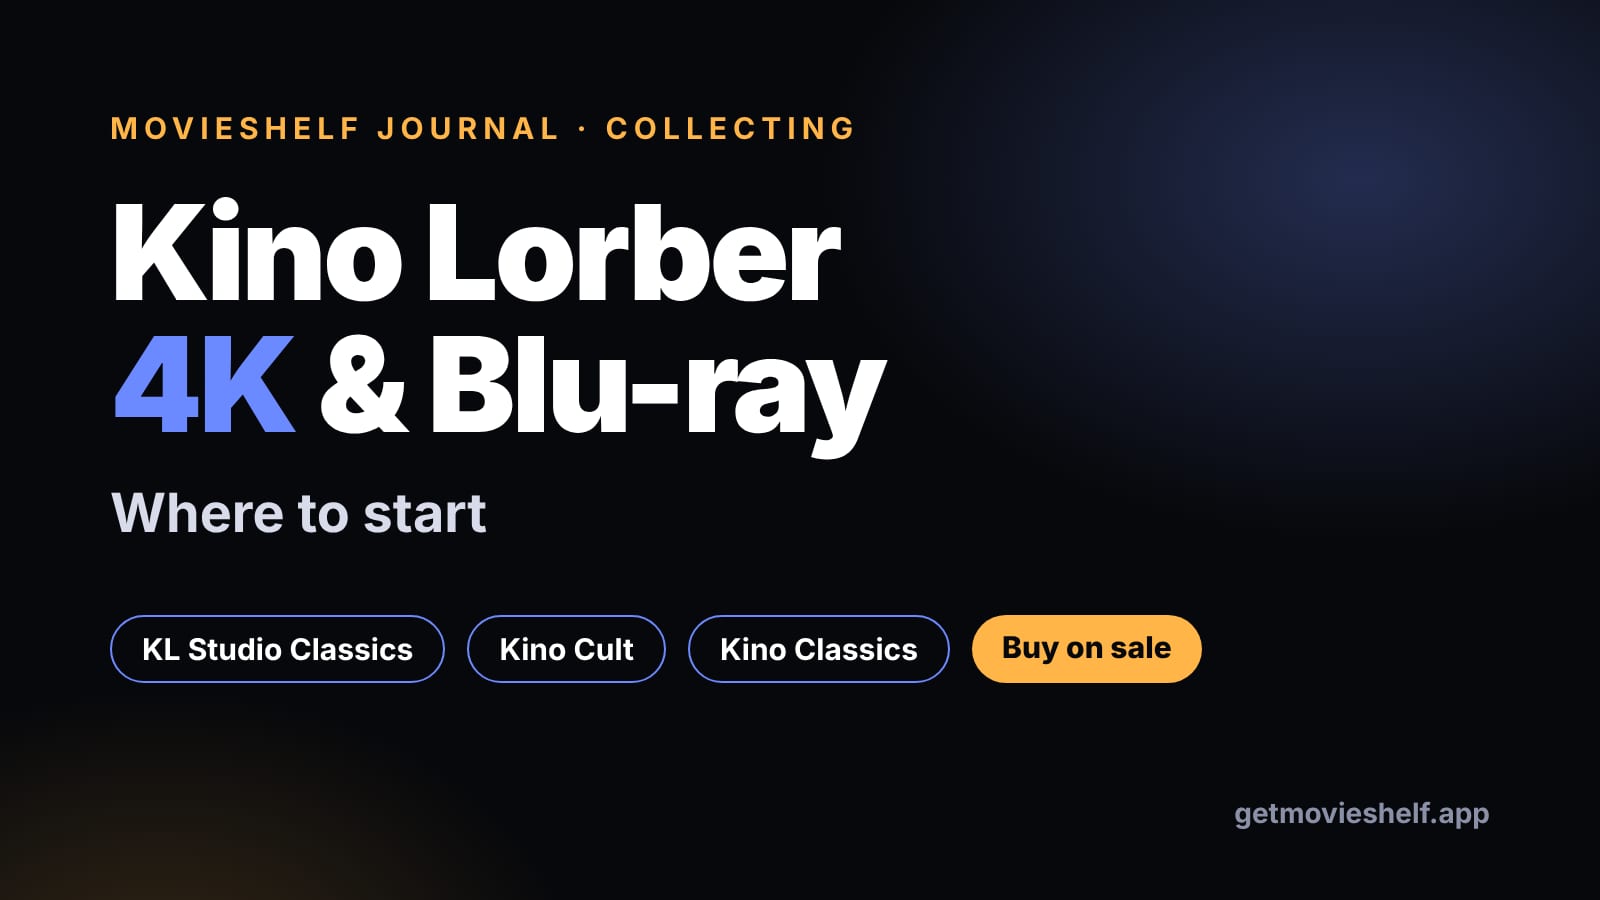 MOVIESHELF JOURNAL · COLLECTING
Kino Lorber
4K & Blu-ray
Where to start
KL Studio Classics
Kino Cult
Kino Classics
Buy on sale
getmovieshelf.app